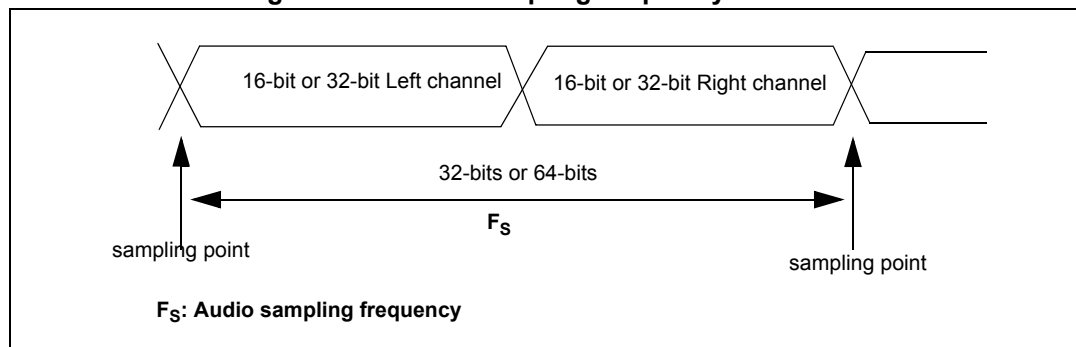 16-bit or 32-bit Left channel
16-bit or 32-bit Right channel
32-bits or 64-bits
FS
sampling point
sampling point
FS: Audio sampling frequency